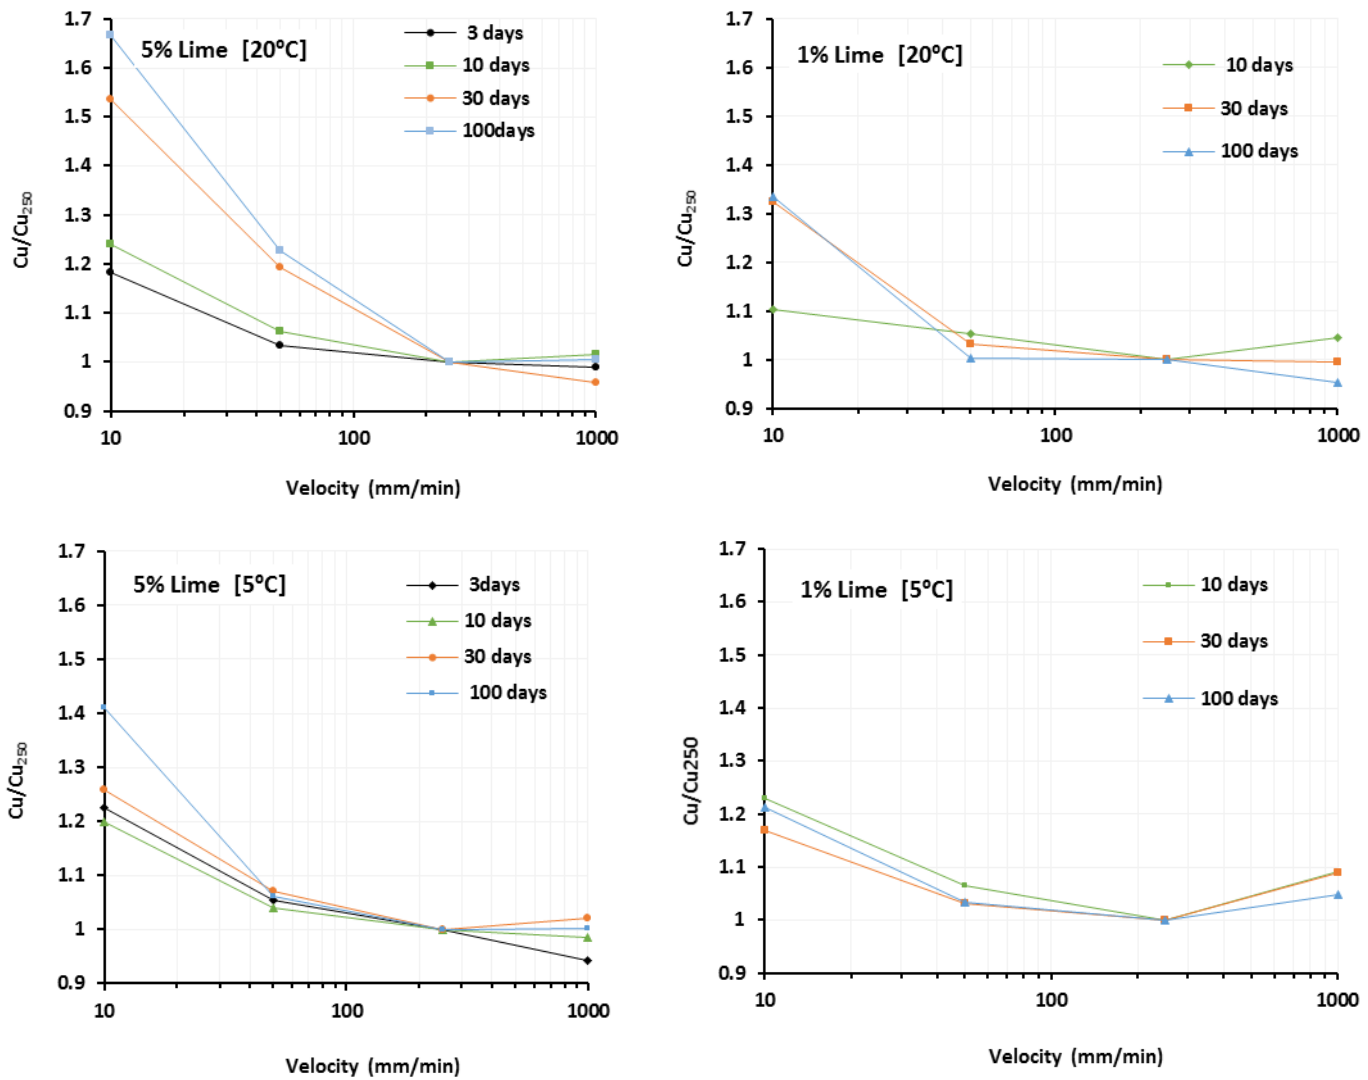 5% Lime [20⁰C]
3 days
10 days
30 days
100days
1.7
1.6
1.5
1.4
1.3
1.2
1.1
1
0.9
Cu/Cu₂₅₀
10
100
1000
Velocity (mm/min)
1% Lime [20⁰C]
10 days
30 days
100 days
1.7
1.6
1.5
1.4
1.3
1.2
1.1
1
0.9
Cu/Cu₂₅₀
10
100
1000
Velocity (mm/min)
5% Lime [5⁰C]
3days
10 days
30 days
100 days
1.7
1.6
1.5
1.4
1.3
1.2
1.1
1
0.9
Cu/Cu₂₅₀
10
100
1000
Velocity (mm/min)
1% Lime [5⁰C]
10 days
30 days
100 days
1.7
1.6
1.5
1.4
1.3
1.2
1.1
1
0.9
Cu/Cu250
10
100
1000
Velocity (mm/min)